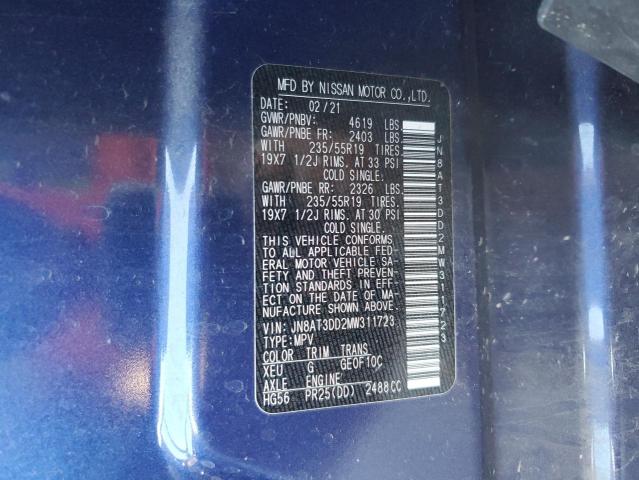 MFD BY NISSAN MOTOR CO.,LTD.
DATE: 02/21
GVWR/PNBV: 4619 LBS.
GAWR/PNBE FR: 2403 LBS.
WITH 235/55R19 TIRES.
19X7 1/2J RIMS. AT 33 PSI
COLD SINGLE.
GAWR/PNBE RR: 2326 LBS.
WITH 235/55R19 TIRES.
19X7 1/2J RIMS. AT 30 PSI
COLD SINGLE.
THIS VEHICLE CONFORMS
TO ALL APPLICABLE FED-
ERAL MOTOR VEHICLE SA-
FETY AND THEFT PREVEN-
TION STANDARDS IN EFF-
ECT ON THE DATE OF MA-
NUFACTURE SHOWN ABOVE.
VIN: JN8AT3DD2MW311723
TYPE: MPV
COLOR TRIM TRANS
XEU G GE0F10C
AXLE ENGINE
HG56 PR25(DD) 2488CC
JN8AT3DD2MW311723